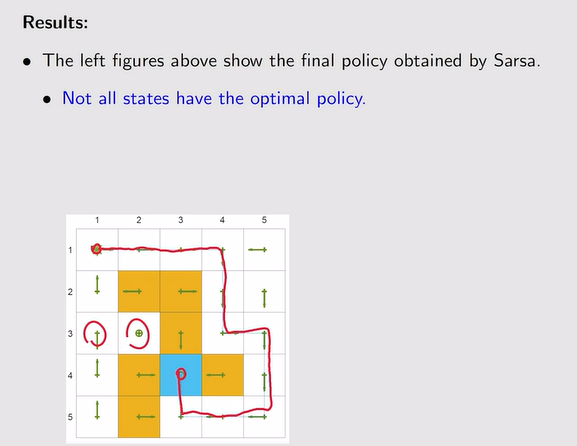 Results:
• The left figures above show the final policy obtained by Sarsa.
• Not all states have the optimal policy.
1 2 3 4 5
1
2
3
4
5